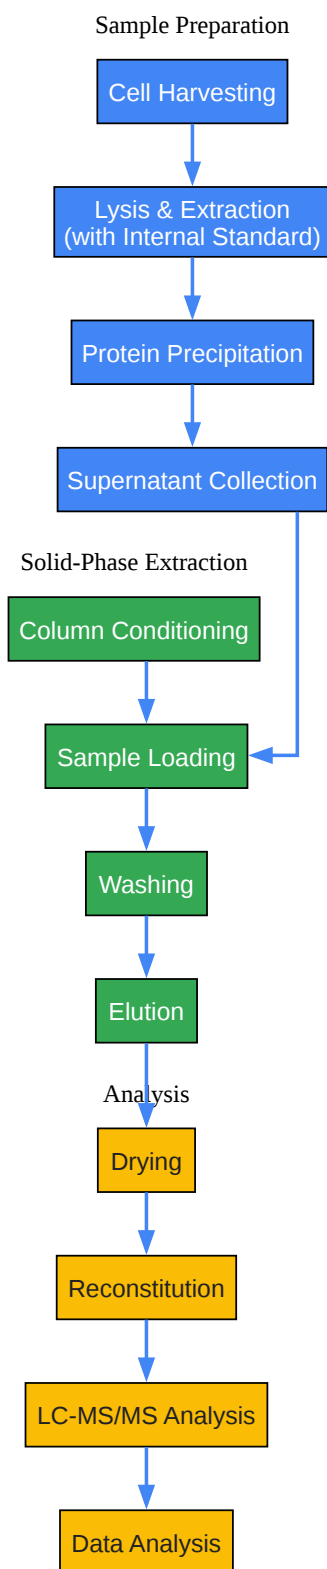 Sample Preparation
Cell Harvesting
Lysis & Extraction
(with Internal Standard)
Protein Precipitation
Supernatant Collection
Solid-Phase Extraction
Column Conditioning
Sample Loading
Washing
Elution
Analysis
Drying
Reconstitution
LC-MS/MS Analysis
Data Analysis